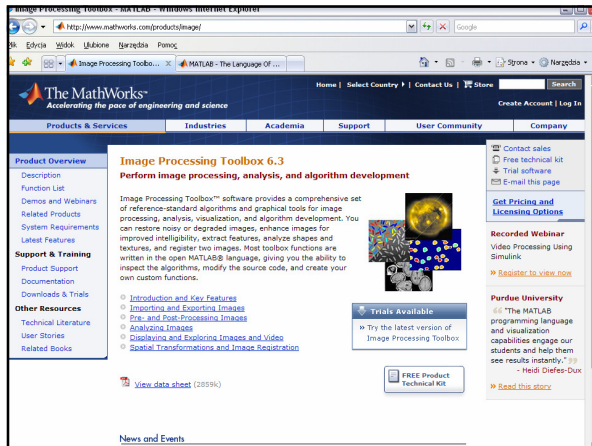 Image Processing Toolbox - MATLAB - Windows Internet Explorer
http://www.mathworks.com/products/image/
Google
Plik Edycja Widok Ulubione Narzędzia Pomoc
Image Processing Toolbo... MATLAB - The Language OF ...
Strona Narzędzia
The MathWorks™
Accelerating the pace of engineering and science
Home | Select Country | Contact Us | Store Search
Create Account | Log In
Products & Services Industries Academia Support User Community Company
Product Overview
Description
Function List
Demos and Webinars
Related Products
System Requirements
Latest Features
Support & Training
Product Support
Documentation
Downloads & Trials
Other Resources
Technical Literature
User Stories
Related Books
Image Processing Toolbox 6.3
Perform image processing, analysis, and algorithm development
Image Processing Toolbox™ software provides a comprehensive set
of reference-standard algorithms and graphical tools for image
processing, analysis, visualization, and algorithm development. You
can restore noisy or degraded images, enhance images for
improved intelligibility, extract features, analyze shapes and
textures, and register two images. Most toolbox functions are
written in the open MATLAB® language, giving you the ability to
inspect the algorithms, modify the source code, and create your
own custom functions.
Introduction and Key Features
Importing and Exporting Images
Pre- and Post-Processing Images
Analyzing Images
Displaying and Exploring Images and Video
Spatial Transformations and Image Registration
View data sheet (2859k)
News and Events
Trials Available
» Try the latest version of
Image Processing Toolbox
FREE Product
Technical Kit
Contact sales
Free technical kit
Trial software
E-mail this page
Get Pricing and
Licensing Options
Recorded Webinar
Video Processing Using
Simulink
» Register to view now
Purdue University
"The MATLAB
programming language
and visualization
capabilities engage our
students and help them
see results instantly."
- Heidi Diefes-Dux
» Read this story